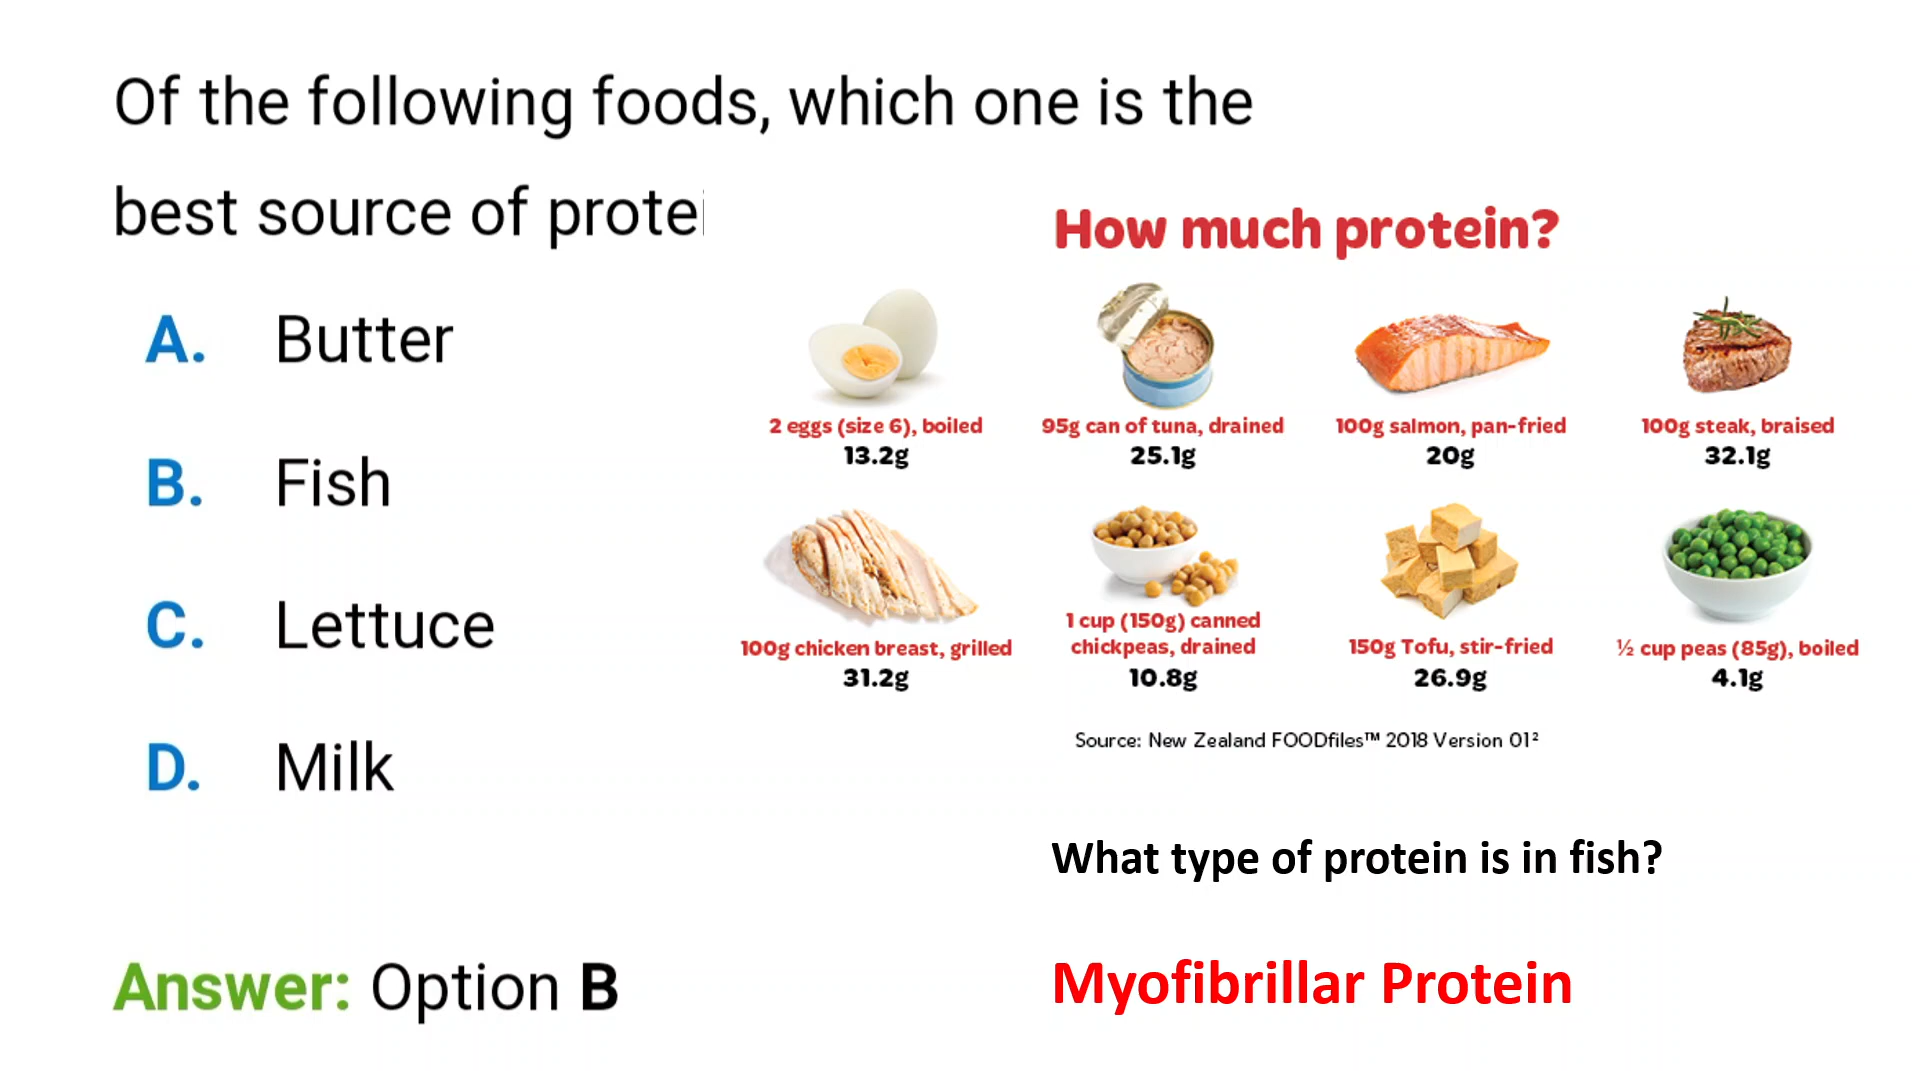 Of the following foods, which one is the
best source of protei
A. Butter
B. Fish
C. Lettuce
D. Milk
Answer: Option B
How much protein?
2 eggs (size 6), boiled
13.2g
95g can of tuna, drained
25.1g
100g salmon, pan-fried
20g
100g steak, braised
32.1g
100g chicken breast, grilled
31.2g
1 cup (150g) canned
chickpeas, drained
10.8g
150g Tofu, stir-fried
26.9g
½ cup peas (85g), boiled
4.1g
Source: New Zealand FOODfiles™ 2018 Version 01²
What type of protein is in fish?
Myofibrillar Protein